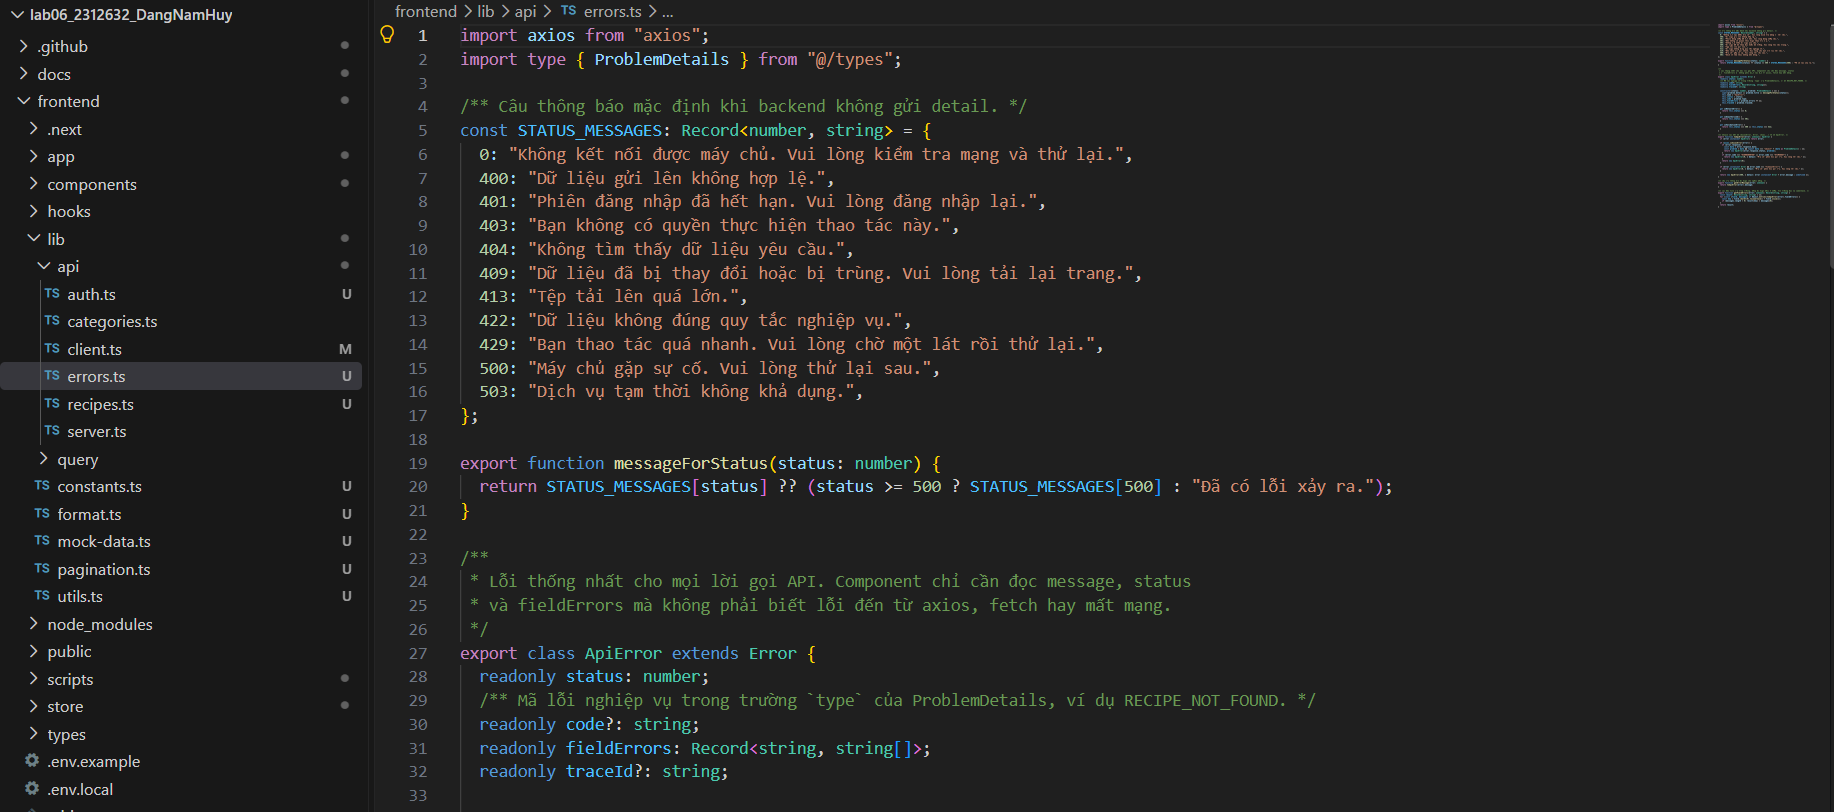 lab06_2312632_DangNamHuy
.github
docs
frontend
.next
app
components
hooks
lib
api
TS auth.ts U
TS categories.ts
TS client.ts M
TS errors.ts U
TS recipes.ts U
TS server.ts
query
TS constants.ts U
TS format.ts U
TS mock-data.ts U
TS pagination.ts U
TS utils.ts U
node_modules
public
scripts
store
types
.env.example
.env.local
frontend > lib > api > TS errors.ts > ...
1 import axios from "axios";
2 import type { ProblemDetails } from "@/types";
3
4 /** Câu thông báo mặc định khi backend không gửi detail. */
5 const STATUS_MESSAGES: Record<number, string> = {
6 0: "Không kết nối được máy chủ. Vui lòng kiểm tra mạng và thử lại.",
7 400: "Dữ liệu gửi lên không hợp lệ.",
8 401: "Phiên đăng nhập đã hết hạn. Vui lòng đăng nhập lại.",
9 403: "Bạn không có quyền thực hiện thao tác này.",
10 404: "Không tìm thấy dữ liệu yêu cầu.",
11 409: "Dữ liệu đã bị thay đổi hoặc bị trùng. Vui lòng tải lại trang.",
12 413: "Tệp tải lên quá lớn.",
13 422: "Dữ liệu không đúng quy tắc nghiệp vụ.",
14 429: "Bạn thao tác quá nhanh. Vui lòng chờ một lát rồi thử lại.",
15 500: "Máy chủ gặp sự cố. Vui lòng thử lại sau.",
16 503: "Dịch vụ tạm thời không khả dụng.",
17 };
18
19 export function messageForStatus(status: number) {
20 return STATUS_MESSAGES[status] ?? (status >= 500 ? STATUS_MESSAGES[500] : "Đã có lỗi xảy ra.");
21 }
22
23 /**
24 * Lỗi thống nhất cho mọi lời gọi API. Component chỉ cần đọc message, status
25 * và fieldErrors mà không phải biết lỗi đến từ axios, fetch hay mất mạng.
26 */
27 export class ApiError extends Error {
28 readonly status: number;
29 /** Mã lỗi nghiệp vụ trong trường `type` của ProblemDetails, ví dụ RECIPE_NOT_FOUND. */
30 readonly code?: string;
31 readonly fieldErrors: Record<string, string[]>;
32 readonly traceId?: string;
33